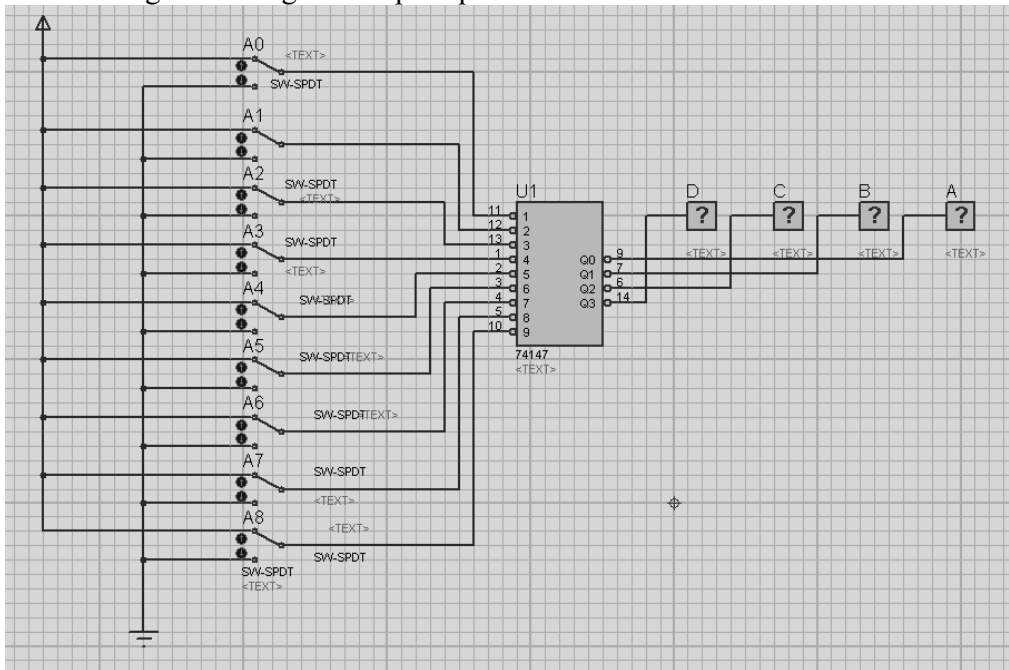 A0
<TEXT>
SW-SPDT
A1
A2
SW-SPDT
<TEXT>
A3
SW-SPDT
<TEXT>
A4
SW-SPDT
A5
SW-SPDT
<TEXT>
A6
SW-SPDT
<TEXT>
A7
SW-SPDT
<TEXT>
A8
<TEXT>
SW-SPDT
SW-SPDT
<TEXT>
U1
11 1
12 2
13 3
1 4
2 5
3 6
4 7
5 8
10 9
Q0 9
Q1 7
Q2 6
Q3 14
74147
<TEXT>
D C B A
? ? ? ?
<TEXT> <TEXT> <TEXT> <TEXT>